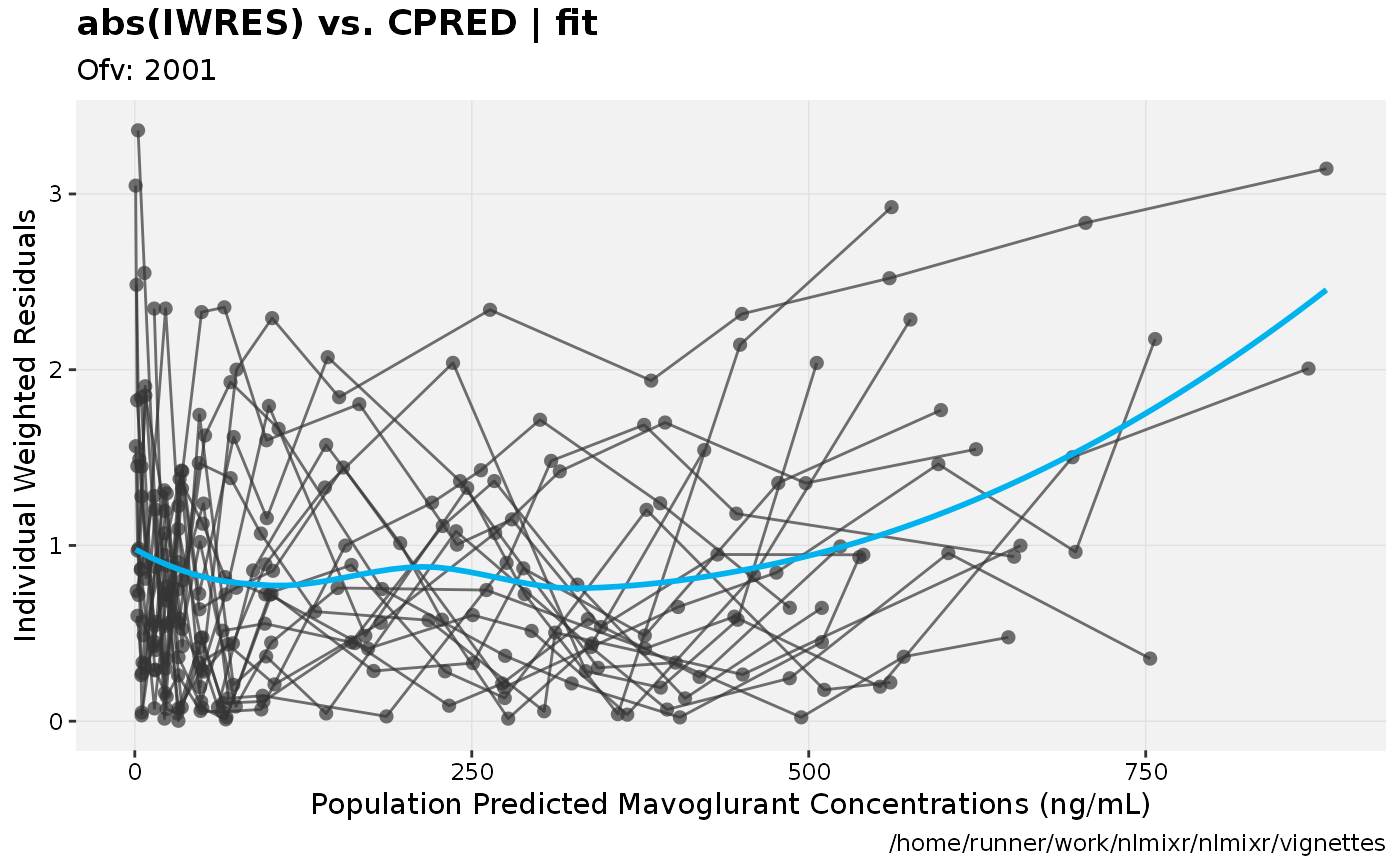 abs(IWRES) vs. CPRED | fit
Ofv: 2001
Individual Weighted Residuals
3
2
1
0
0 250 500 750
Population Predicted Mavoglurant Concentrations (ng/mL)
/home/runner/work/nlmixr/nlmixr/vignettes